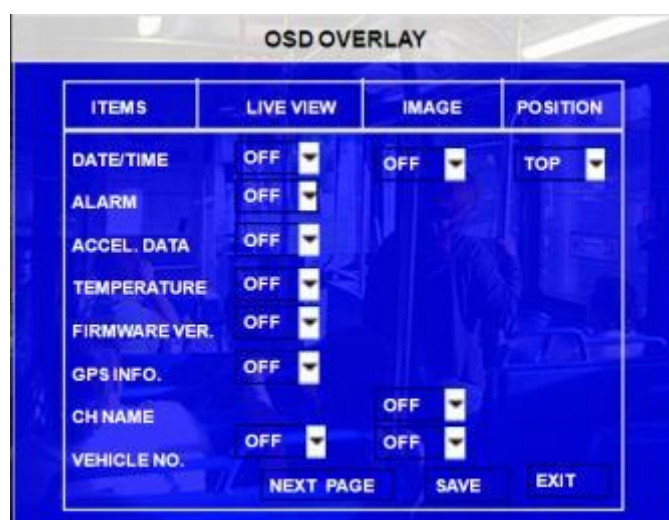 OSD OVERLAY
ITEMS LIVE VIEW IMAGE POSITION
DATE/TIME OFF OFF TOP
ALARM OFF
ACCEL. DATA OFF
TEMPERATURE OFF
FIRMWARE VER. OFF
GPS INFO. OFF
CH NAME OFF
VEHICLE NO. OFF OFF
NEXT PAGE SAVE EXIT